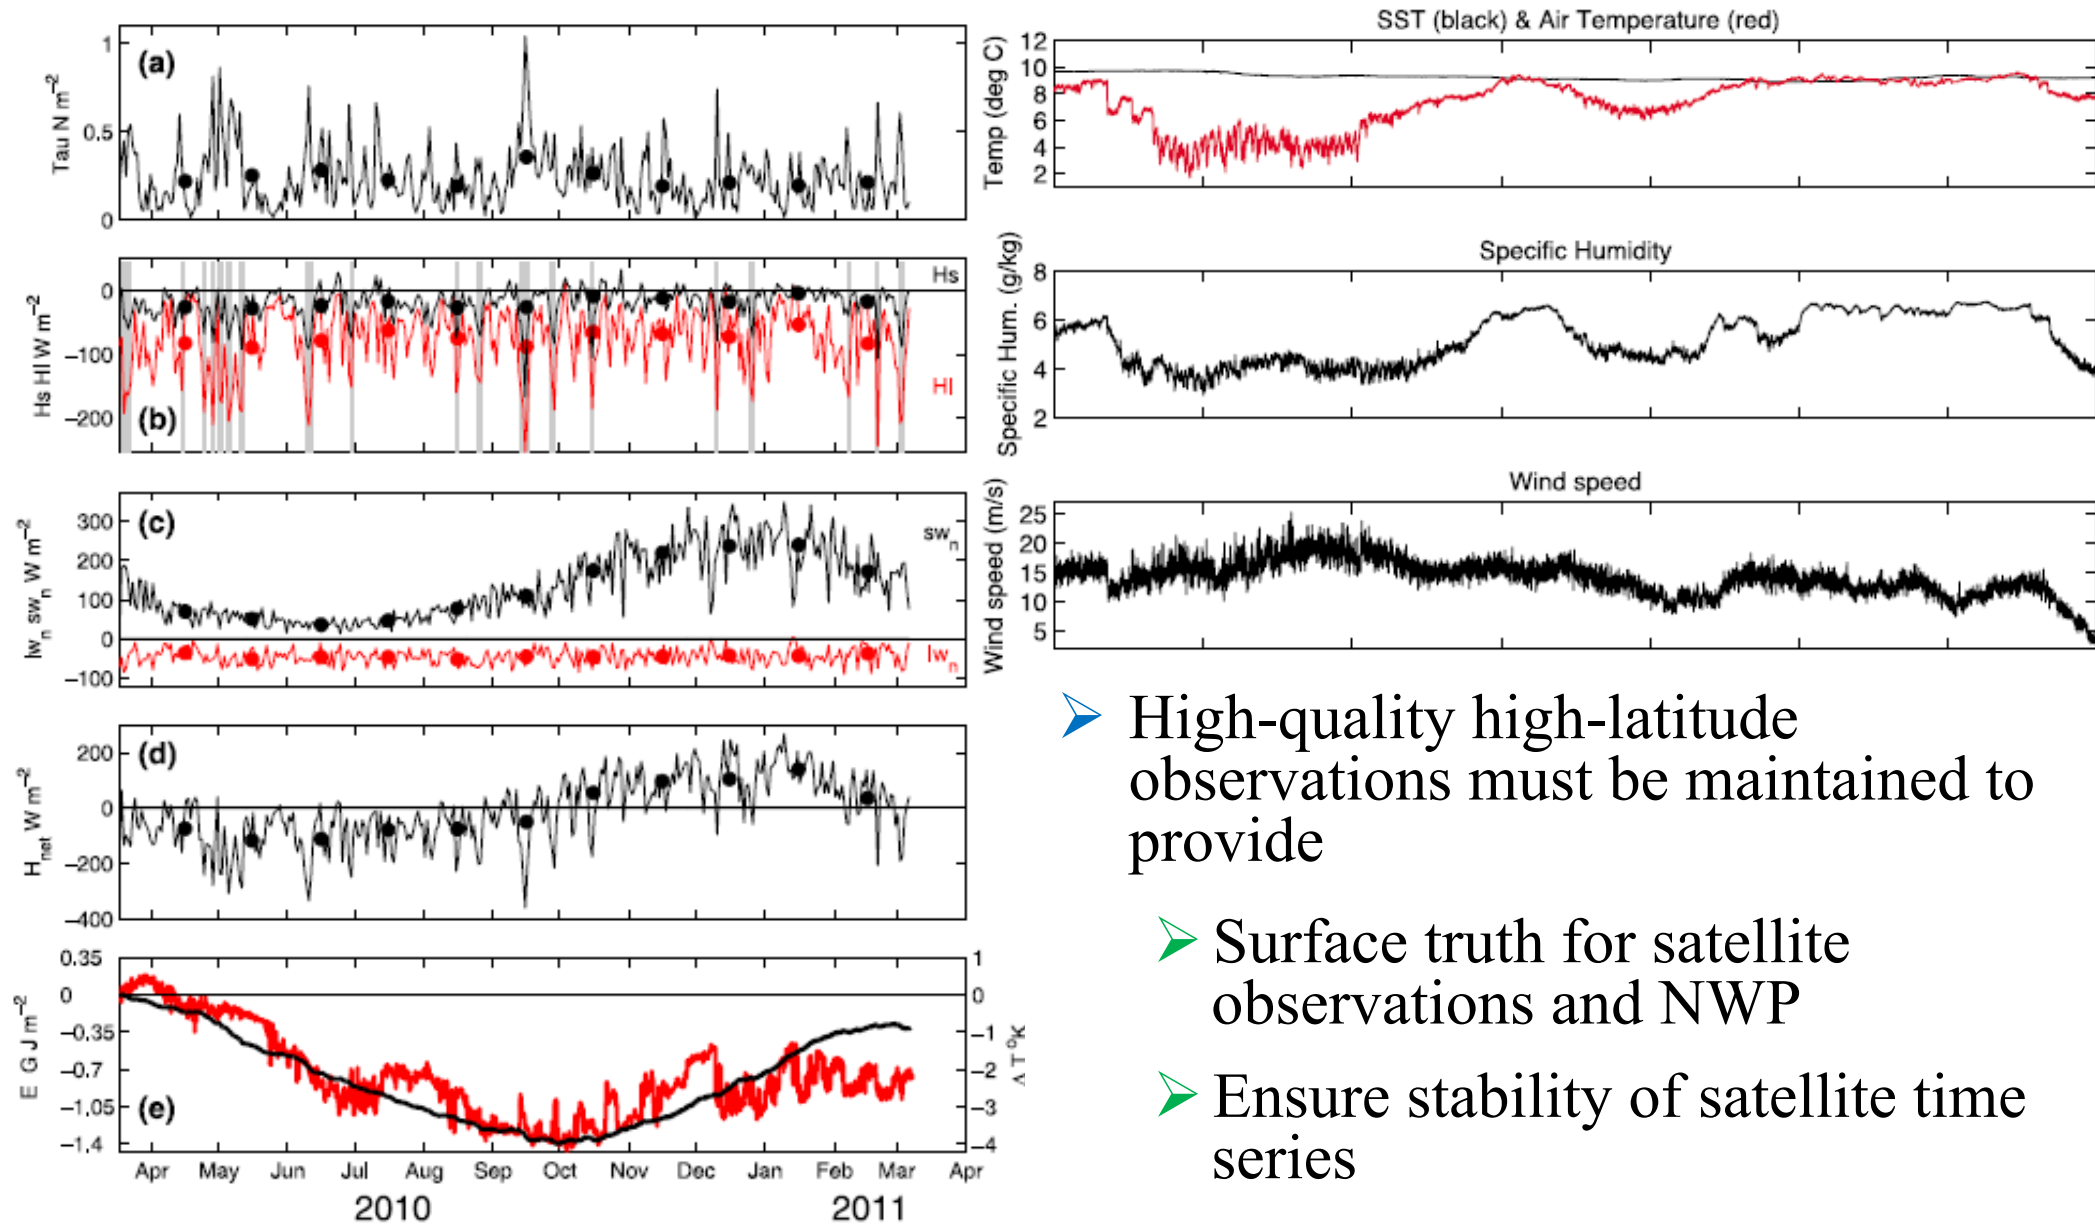 (a)
Tau N m−2
1
0.5
0
(b)
Hs Hl W m−2
0
−100
−200
Hs
Hl
(c)
lwn swn W m−2
300
200
100
0
−100
swn
lwn
(d)
Hnet W m−2
200
0
−200
−400
(e)
E GJ m−2
0.35
0
−0.35
−0.7
−1.05
−1.4
1
0
−1
−2
−3
−4
Δ T °K
Apr May Jun Jul Aug Sep Oct Nov Dec Jan Feb Mar Apr
2010 2011
SST (black) & Air Temperature (red)
Temp (deg C)
12
10
8
6
4
2
Specific Humidity
Specific Hum. (g/kg)
8
6
4
2
Wind speed
Wind speed (m/s)
25
20
15
10
5
High-quality high-latitude
observations must be maintained to
provide
Surface truth for satellite
observations and NWP
Ensure stability of satellite time
series